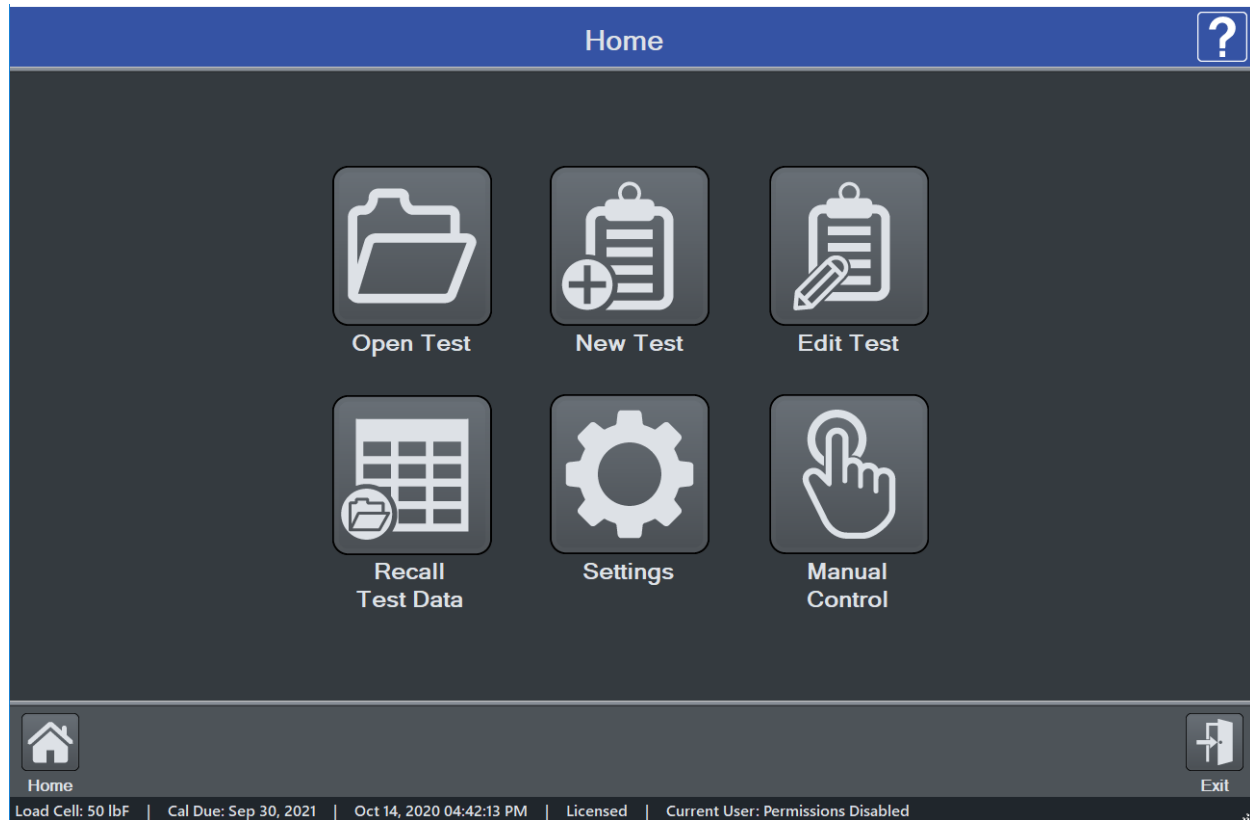 Home
?
Open Test
New Test
Edit Test
Recall
Test Data
Settings
Manual
Control
Home
Exit
Load Cell: 50 lbF | Cal Due: Sep 30, 2021 | Oct 14, 2020 04:42:13 PM | Licensed | Current User: Permissions Disabled